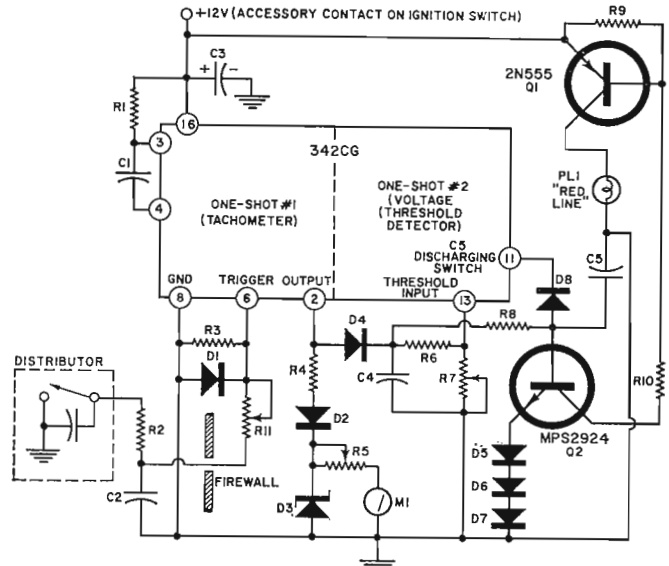 +12V (ACCESSORY CONTACT ON IGNITION SWITCH)
R9
C3
+ -
2N555
Q1
R1
16
3
342CG
C1
PL1
"RED
LINE"
ONE-SHOT #1
(TACHOMETER)
ONE-SHOT #2
(VOLTAGE
(THRESHOLD
DETECTOR)
4
C5
DISCHARGING
SWITCH
11
C5
D8
GND
TRIGGER
OUTPUT
THRESHOLD
INPUT
8
6
2
13
R8
R3
D4
D1
R4
R6
C4
R7
R10
DISTRIBUTOR
R2
R11
D2
MPS2924
Q2
R5
D5
FIREWALL
C2
D6
D3
M1
D7